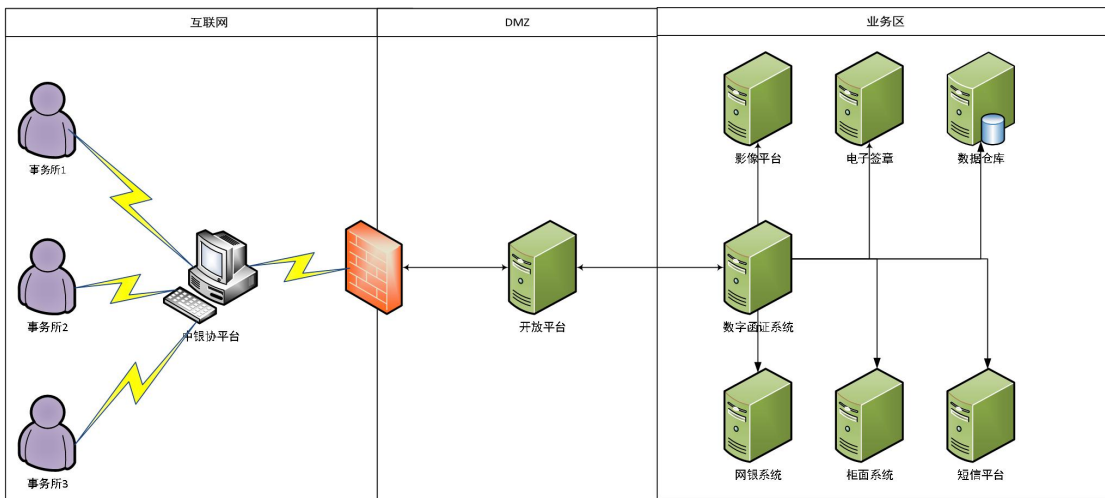 互联网
DMZ
业务区
事务所1
事务所2
事务所3
中银协平台
开放平台
影像平台
电子签章
数据仓库
数字函证系统
网银系统
柜面系统
短信平台